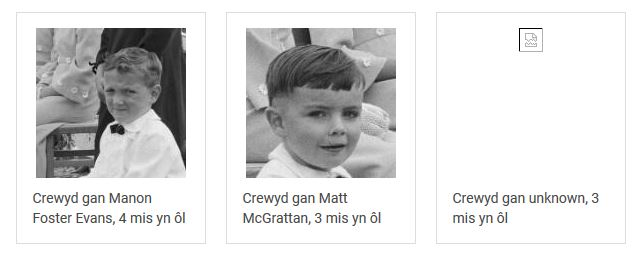 Crewyd gan Manon
Foster Evans, 4 mis yn ôl
Crewyd gan Matt
McGrattan, 3 mis yn ôl
Crewyd gan unknown, 3
mis yn ôl